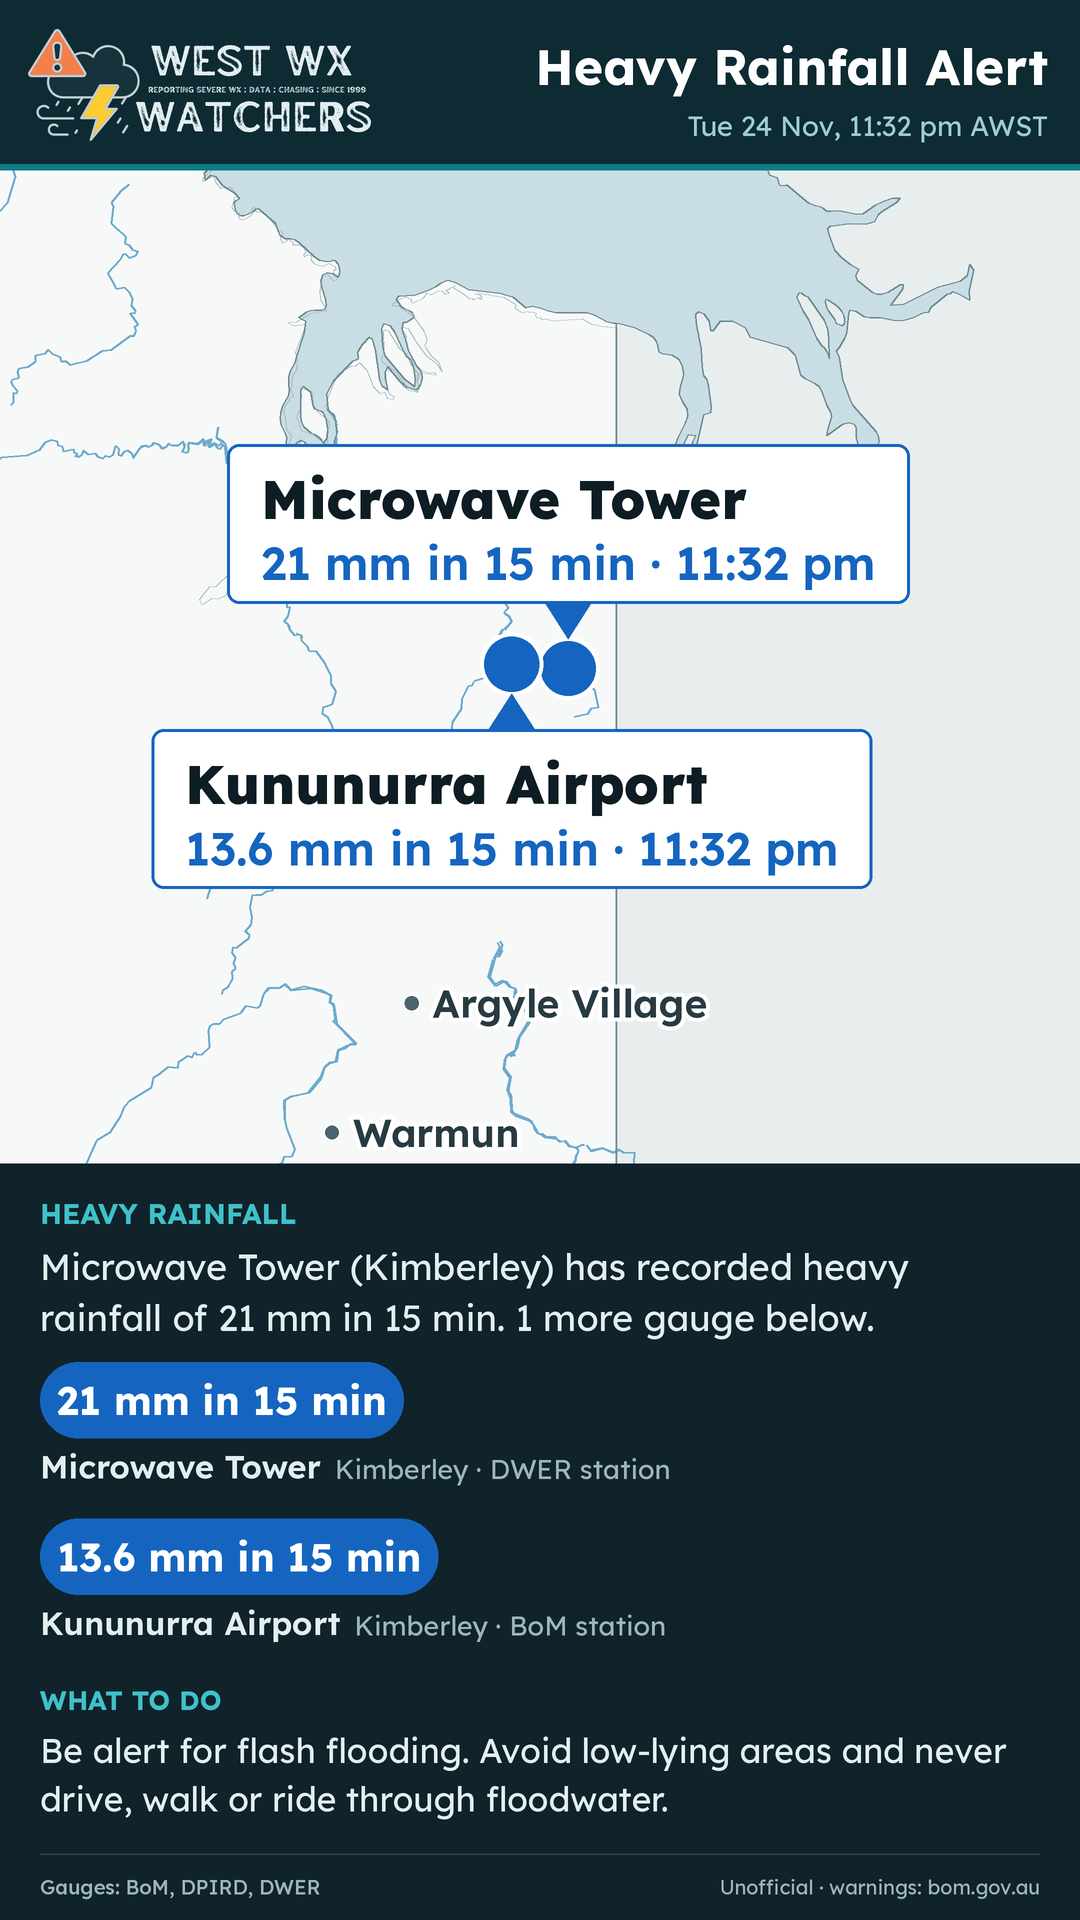 WEST WX
REPORTING SEVERE WX : DATA : CHASING : SINCE 1999
WATCHERS
Heavy Rainfall Alert
Tue 24 Nov, 11:32 pm AWST
Microwave Tower
21 mm in 15 min · 11:32 pm
Kununurra Airport
13.6 mm in 15 min · 11:32 pm
Argyle Village
Warmun
HEAVY RAINFALL
Microwave Tower (Kimberley) has recorded heavy
rainfall of 21 mm in 15 min. 1 more gauge below.
21 mm in 15 min
Microwave Tower Kimberley · DWER station
13.6 mm in 15 min
Kununurra Airport Kimberley · BoM station
WHAT TO DO
Be alert for flash flooding. Avoid low-lying areas and never
drive, walk or ride through floodwater.
Gauges: BoM, DPIRD, DWER
Unofficial · warnings: bom.gov.au